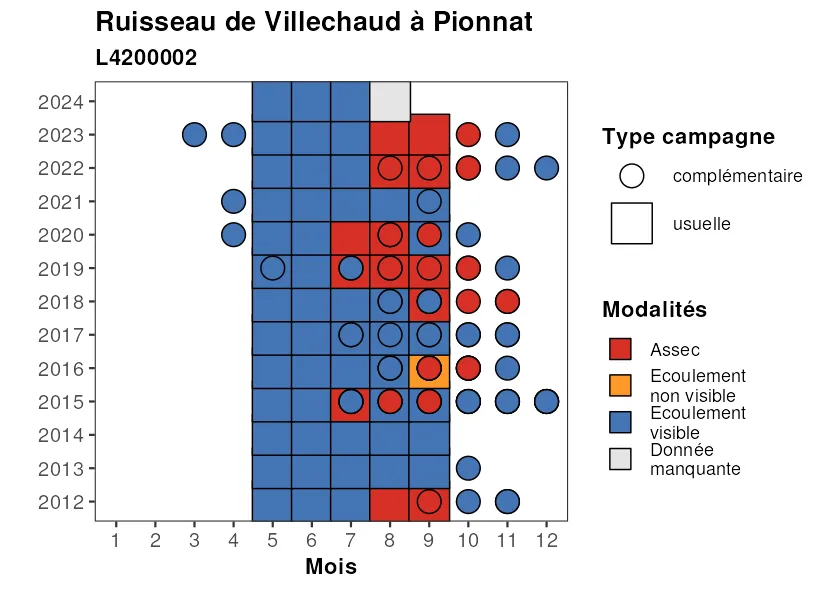 Ruisseau de Villechaud à Pionnat
L4200002
2024
2023
2022
2021
2020
2019
2018
2017
2016
2015
2014
2013
2012
1 2 3 4 5 6 7 8 9 10 11 12
Mois
Type campagne
complémentaire
usuelle
Modalités
Assec
Ecoulement
non visible
Ecoulement
visible
Donnée
manquante